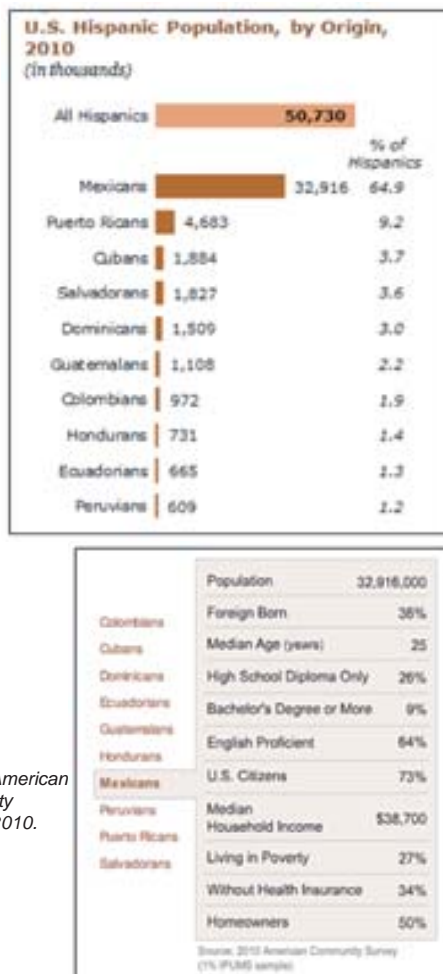 U.S. Hispanic Population, by Origin,
2010
(in thousands)
All Hispanics 50,730
% of
Hispanics
Mexicans 32,916 64.9
Puerto Ricans 4,683 9.2
Cubans 1,884 3.7
Salvadorans 1,827 3.6
Dominicans 1,509 3.0
Guatemalans 1,108 2.2
Colombians 972 1.9
Hondurans 731 1.4
Ecuadorians 665 1.3
Peruvians 609 1.2
Colombians
Cubans
Dominicans
Ecuadorians
Guatemalans
Hondurans
Mexicans
Peruvians
Puerto Ricans
Salvadorans
Population 32,916,000
Foreign Born 36%
Median Age (years) 25
High School Diploma Only 26%
Bachelor's Degree or More 9%
English Proficient 64%
U.S. Citizens 73%
Median
Household Income $38,700
Living in Poverty 27%
Without Health Insurance 34%
Homeowners 50%
Source: 2010 American Community Survey
(1% IPUMS sample)
American
ty
2010.